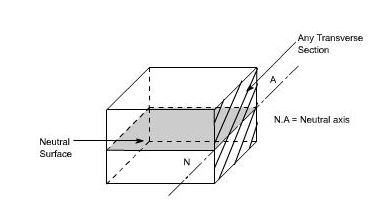 Any Transverse
Section
A
N.A = Neutral axis
Neutral
Surface
N